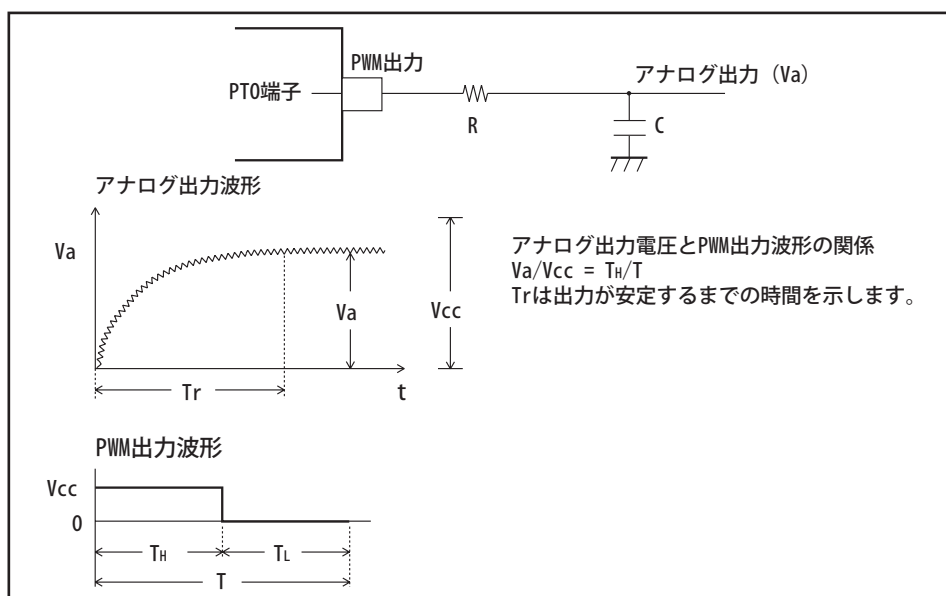 PWM出力
アナログ出力（Va）
PTO端子
R
C
アナログ出力波形
Va
Va
Vcc
Tr
t
アナログ出力電圧とPWM出力波形の関係
Va/Vcc = TH/T
Trは出力が安定するまでの時間を示します。
PWM出力波形
Vcc
0
TH
TL
T